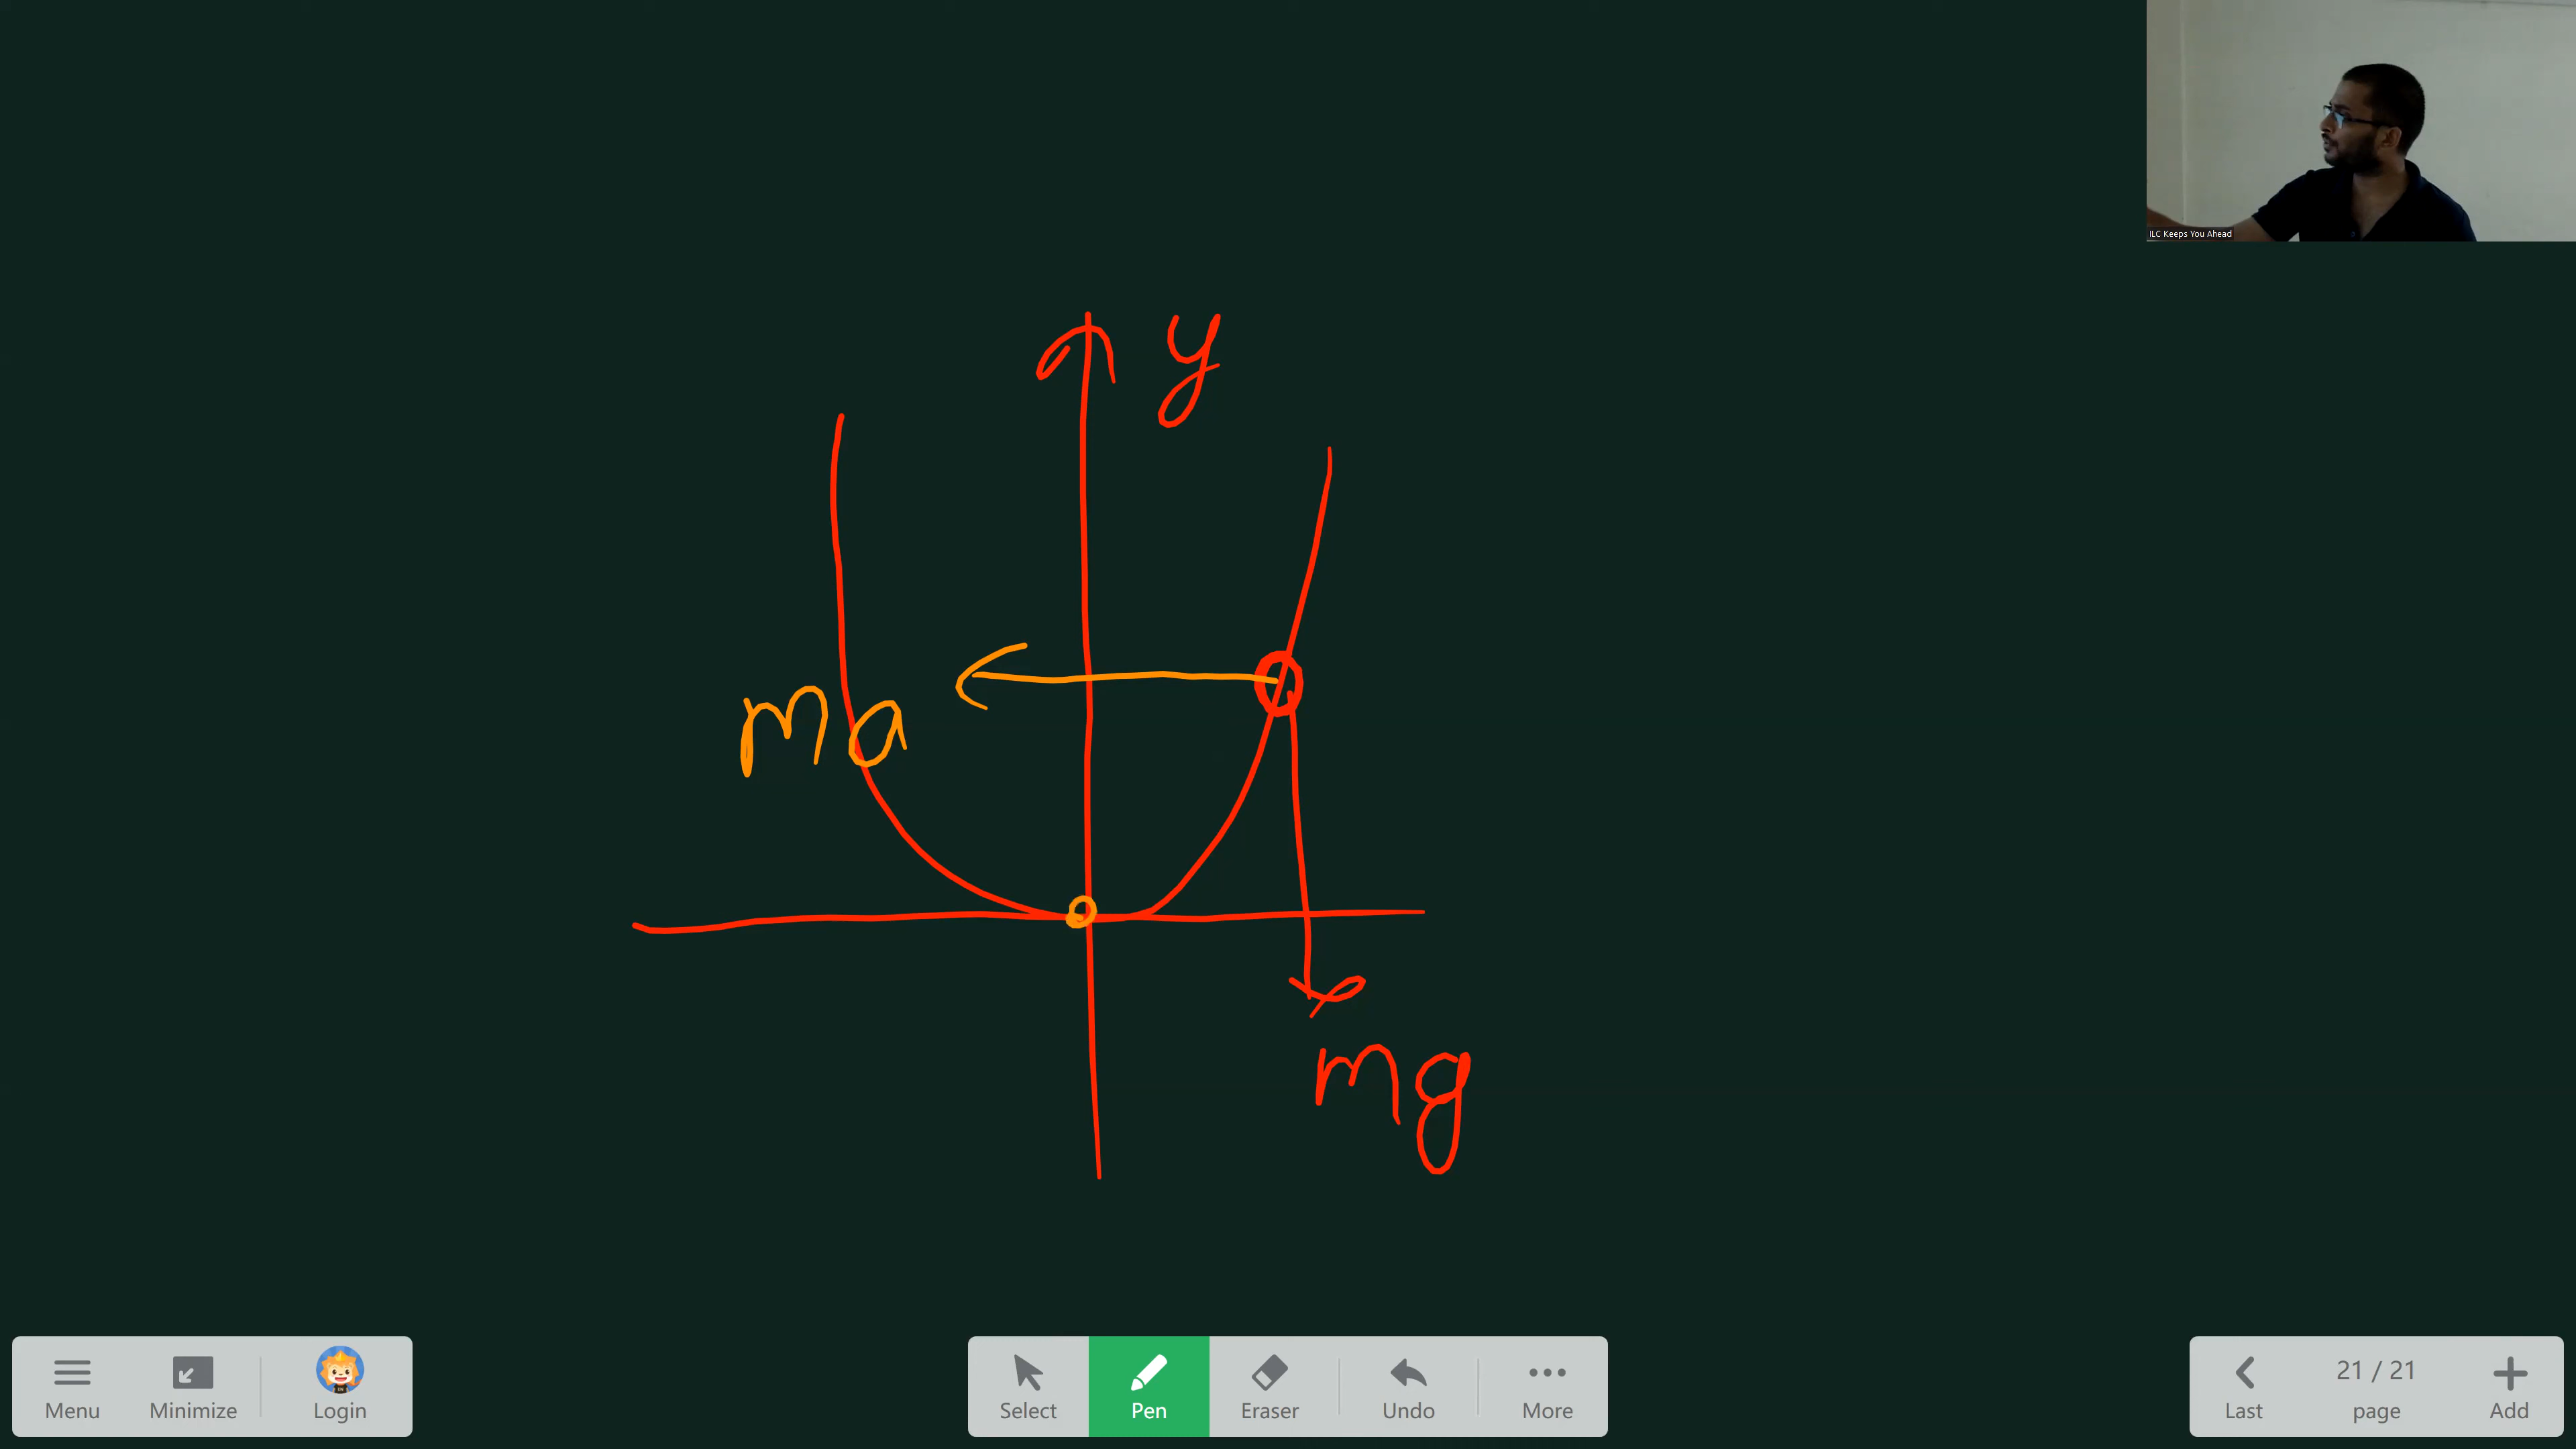 ILC Keeps You Ahead
y
ma
mg
Menu Minimize Login
Select Pen Eraser Undo More
Last 21 / 21 page Add